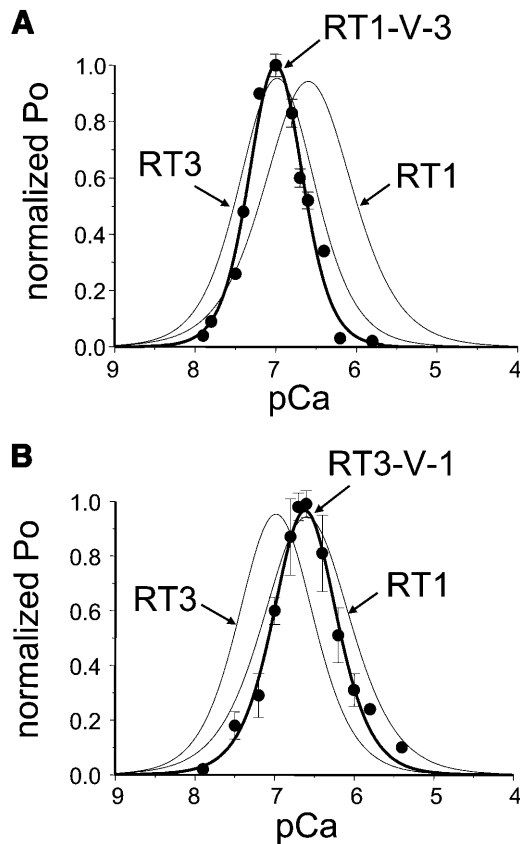 A
RT1-V-3
1.0
0.8
0.6
0.4
0.2
0.0
normalized Po
RT3
RT1
9 8 7 6 5 4
pCa
B
RT3-V-1
1.0
0.8
0.6
0.4
0.2
0.0
normalized Po
RT3
RT1
9 8 7 6 5 4
pCa